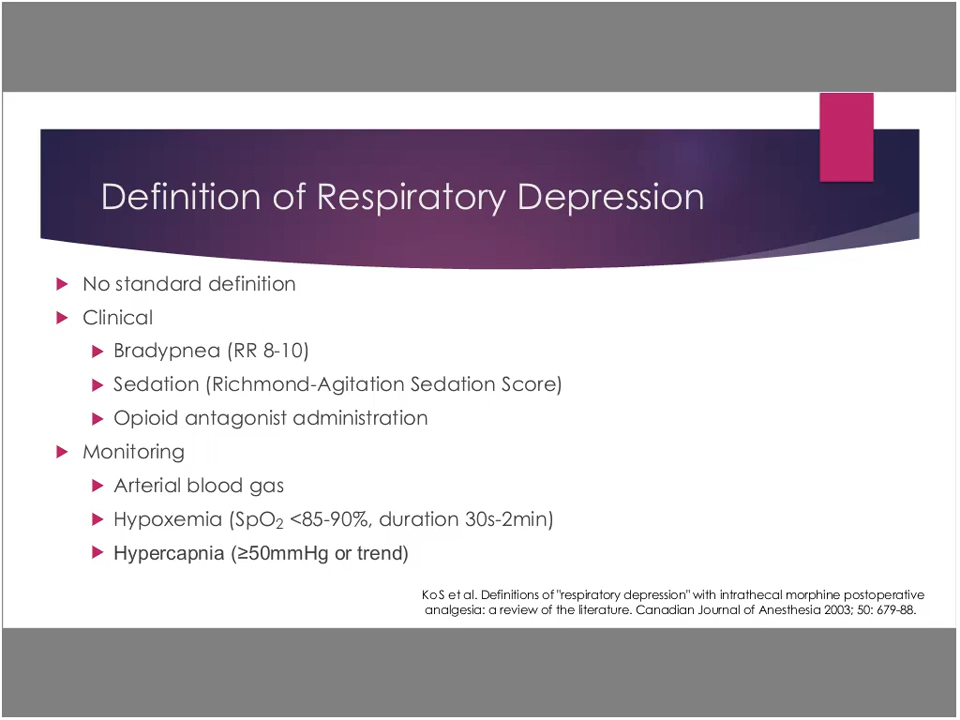 Definition of Respiratory Depression
No standard definition
Clinical
Bradypnea (RR 8-10)
Sedation (Richmond-Agitation Sedation Score)
Opioid antagonist administration
Monitoring
Arterial blood gas
Hypoxemia (SpO₂ <85-90%, duration 30s-2min)
Hypercapnia (≥50mmHg or trend)
Ko S et al. Definitions of "respiratory depression" with intrathecal morphine postoperative
analgesia: a review of the literature. Canadian Journal of Anesthesia 2003; 50: 679-88.